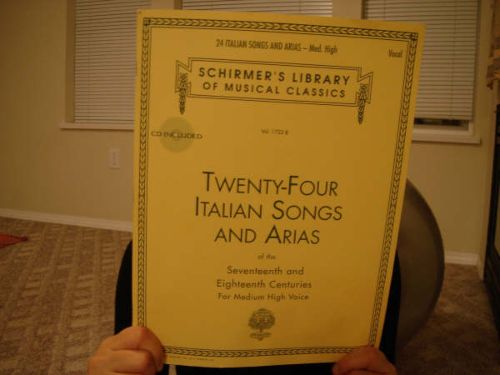 24 ITALIAN SONGS AND ARIAS – Med. High
Vocal
SCHIRMER'S LIBRARY
OF MUSICAL CLASSICS
CD INCLUDED
Vol. 1722-B
TWENTY-FOUR
ITALIAN SONGS
AND ARIAS
of the
Seventeenth and
Eighteenth Centuries
For Medium High Voice